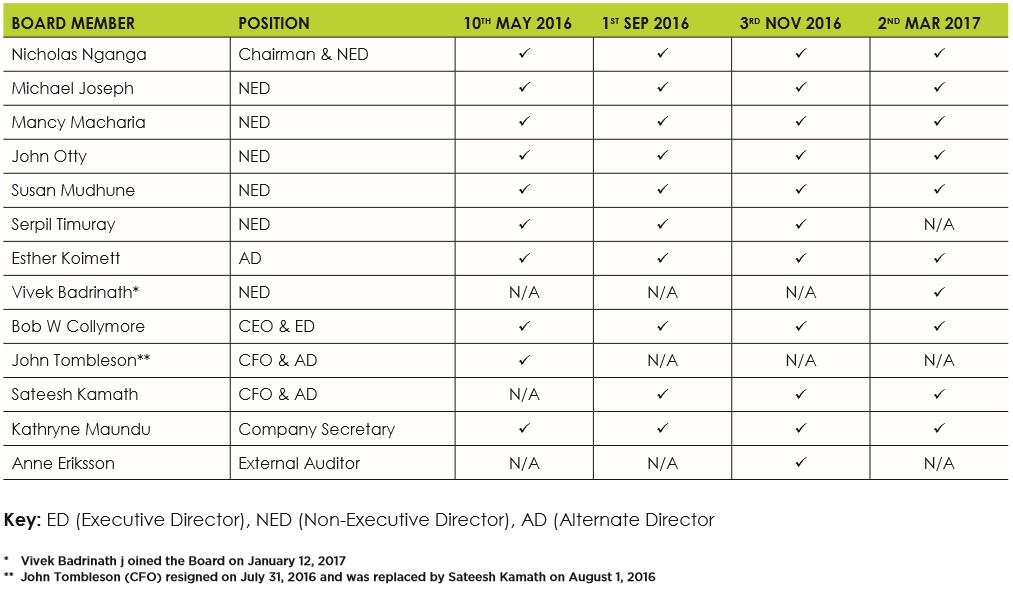 BOARD MEMBER POSITION 10TH MAY 2016 1ST SEP 2016 3RD NOV 2016 2ND MAR 2017
Nicholas Nganga Chairman & NED ✓ ✓ ✓ ✓
Michael Joseph NED ✓ ✓ ✓ ✓
Mancy Macharia NED ✓ ✓ ✓ ✓
John Otty NED ✓ ✓ ✓ ✓
Susan Mudhune NED ✓ ✓ ✓ ✓
Serpil Timuray NED ✓ ✓ ✓ N/A
Esther Koimett AD ✓ ✓ ✓ ✓
Vivek Badrinath* NED N/A N/A N/A ✓
Bob W Collymore CEO & ED ✓ ✓ ✓ ✓
John Tombleson** CFO & AD ✓ N/A N/A N/A
Sateesh Kamath CFO & AD N/A ✓ ✓ ✓
Kathryne Maundu Company Secretary ✓ ✓ ✓ ✓
Anne Eriksson External Auditor N/A N/A ✓ N/A
Key: ED (Executive Director), NED (Non-Executive Director), AD (Alternate Director
* Vivek Badrinath j oined the Board on January 12, 2017
** John Tombleson (CFO) resigned on July 31, 2016 and was replaced by Sateesh Kamath on August 1, 2016